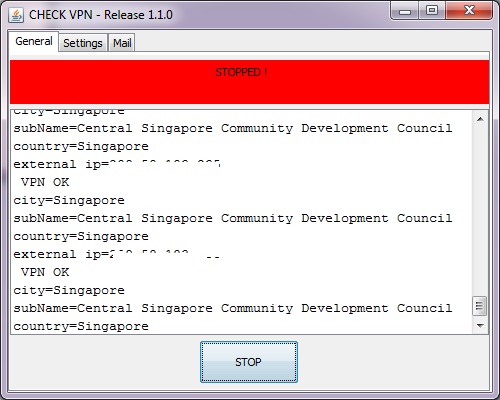 CHECK VPN - Release 1.1.0
General Settings Mail
STOPPED !
city=Singapore
subName=Central Singapore Community Development Council
country=Singapore
external ip=
VPN OK
city=Singapore
subName=Central Singapore Community Development Council
country=Singapore
external ip=
VPN OK
city=Singapore
subName=Central Singapore Community Development Council
country=Singapore
STOP